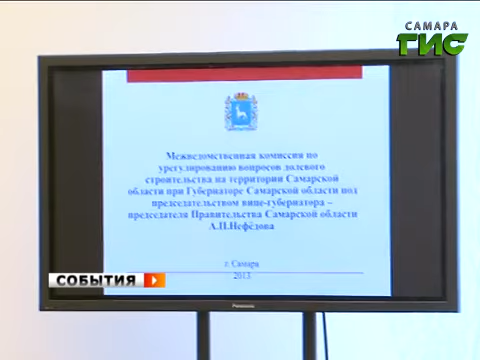 САМАРА
ГИС
Межведомственная комиссия по
урегулированию вопросов долевого
строительства на территории Самарской
области при Губернаторе Самарской области под
председательством вице-губернатора –
председателя Правительства Самарской области
А.П.Нефёдова
г. Самара
2013
СОБЫТИЯ
Panasonic